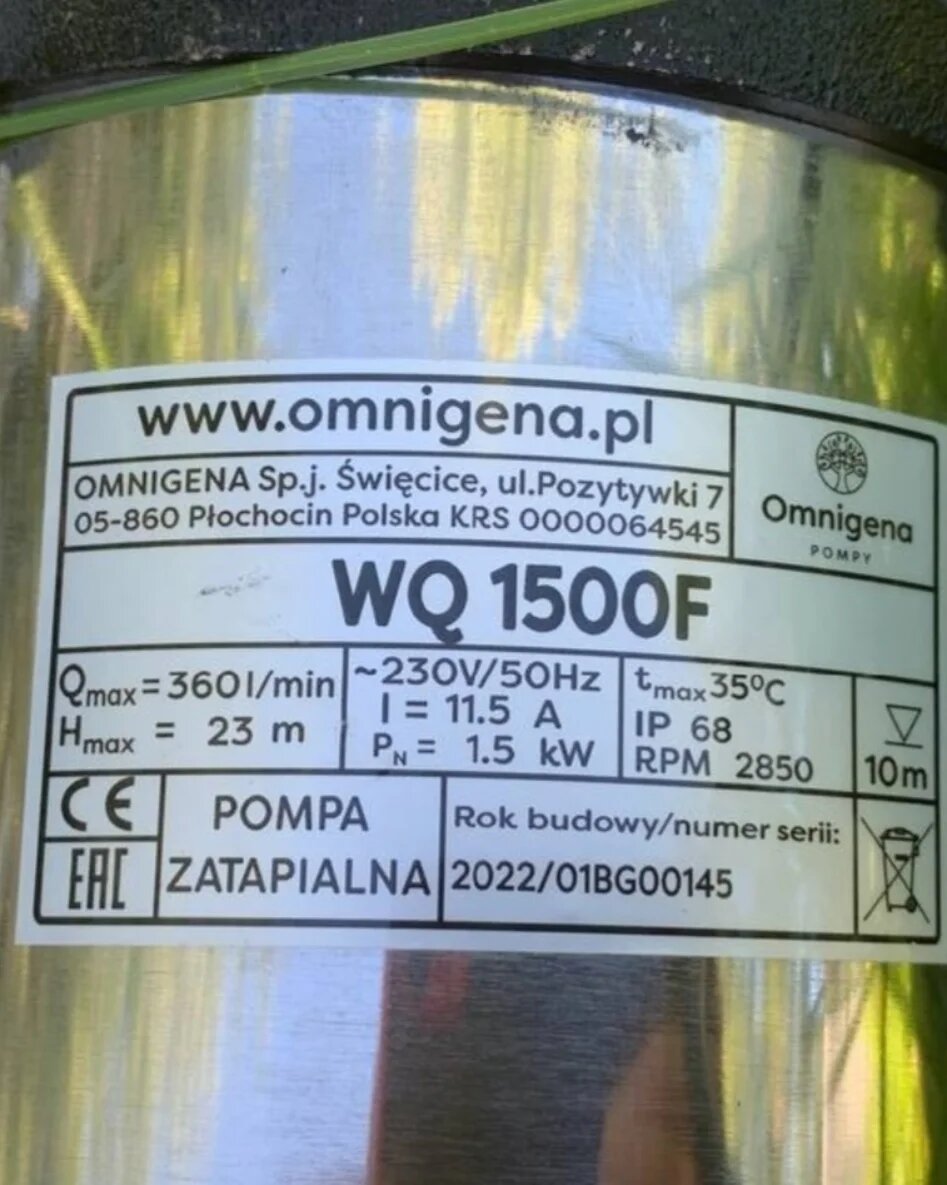 www.omnigena.pl
OMNIGENA Sp.j. Święcice, ul.Pozytywki 7
05-860 Płochocin Polska KRS 0000064545
Omnigena
POMPY
WQ 1500F
Qmax = 360 l/min
Hmax = 23 m
~230V/50Hz
I = 11.5 A
PN = 1.5 kW
tmax 35°C
IP 68
RPM 2850
10m
CE
EAC
POMPA
ZATAPIALNA
Rok budowy/numer serii:
2022/01BG00145